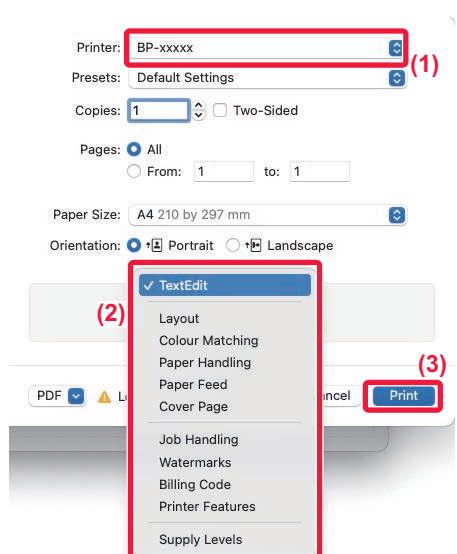 Printer: BP-xxxxx
(1)
Presets: Default Settings
Copies: 1 Two-Sided
Pages: All
From: 1 to: 1
Paper Size: A4 210 by 297 mm
Orientation: Portrait Landscape
✓ TextEdit
(2)
Layout
Colour Matching
Paper Handling
Paper Feed
Cover Page
(3)
PDF Print
Job Handling
Watermarks
Billing Code
Printer Features
Supply Levels